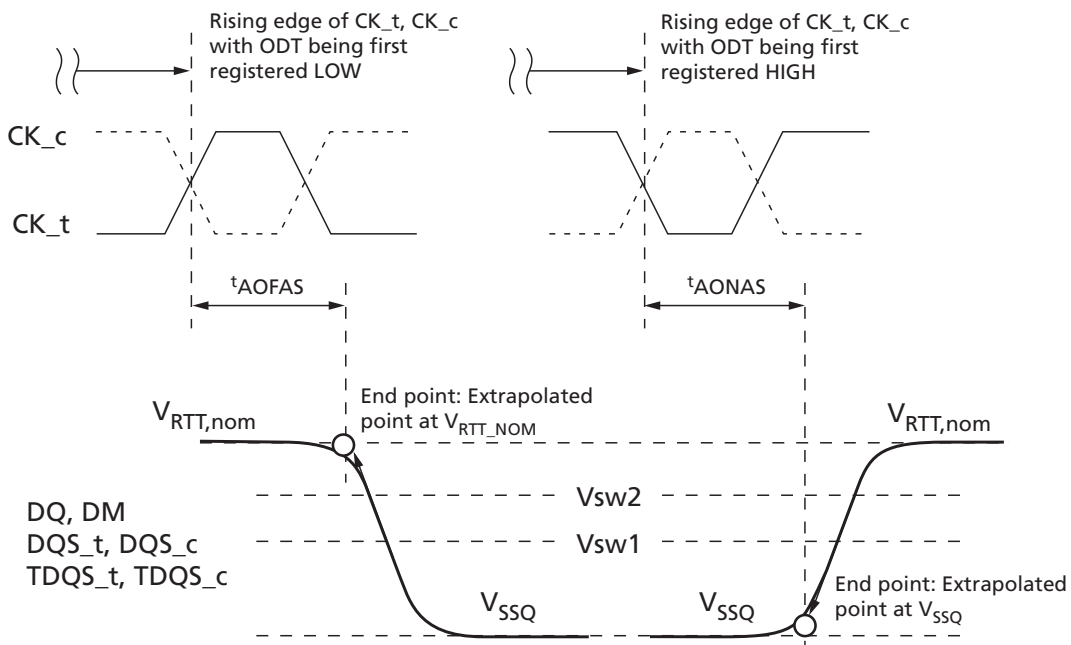 Rising edge of CK_t, CK_c
with ODT being first
registered LOW
Rising edge of CK_t, CK_c
with ODT being first
registered HIGH
CK_c
CK_t
tAOFAS
tAONAS
End point: Extrapolated
point at VRTT_NOM
VRTT,nom
VRTT,nom
Vsw2
DQ, DM
DQS_t, DQS_c
TDQS_t, TDQS_c
Vsw1
VSSQ
VSSQ
End point: Extrapolated
point at VSSQ